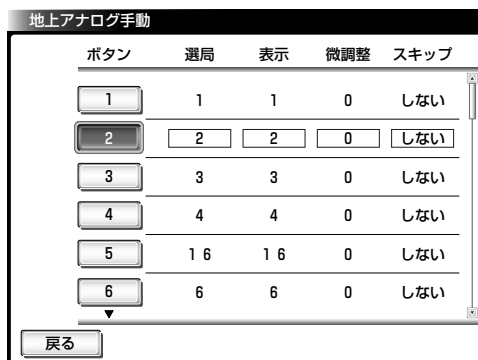 地上アナログ手動
ボタン 選局 表示 微調整 スキップ
1 1 1 0 しない
2 2 2 0 しない
3 3 3 0 しない
4 4 4 0 しない
5 16 16 0 しない
6 6 6 0 しない
戻る